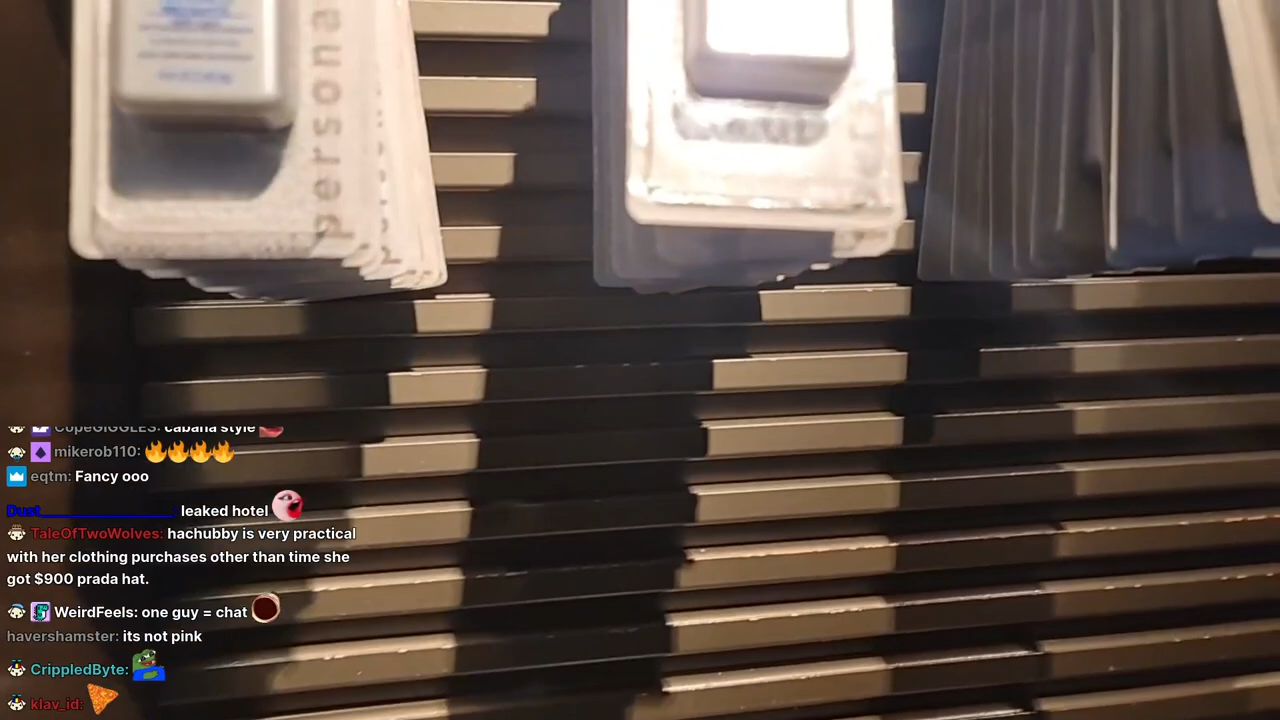 persona
CopeGIGGLES: cabana style
mikerob110: 🔥🔥🔥🔥
eqtm: Fancy ooo
Dust__________________: leaked hotel
TaleOfTwoWolves: hachubby is very practical
with her clothing purchases other than time she
got $900 prada hat.
WeirdFeels: one guy = chat
havershamster: its not pink
CrippledByte:
klav_id: